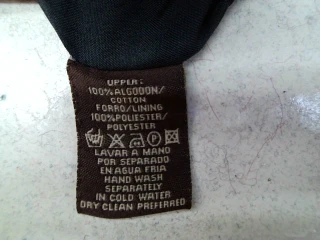 UPPER:
100%ALGODON/
COTTON
FORRO/LINING
100%POLIESTER/
POLYESTER
P
LAVAR A MANO
POR SEPARADO
EN AGUA FRIA
HAND WASH
SEPARATELY
IN COLD WATER
DRY CLEAN PREFERRED